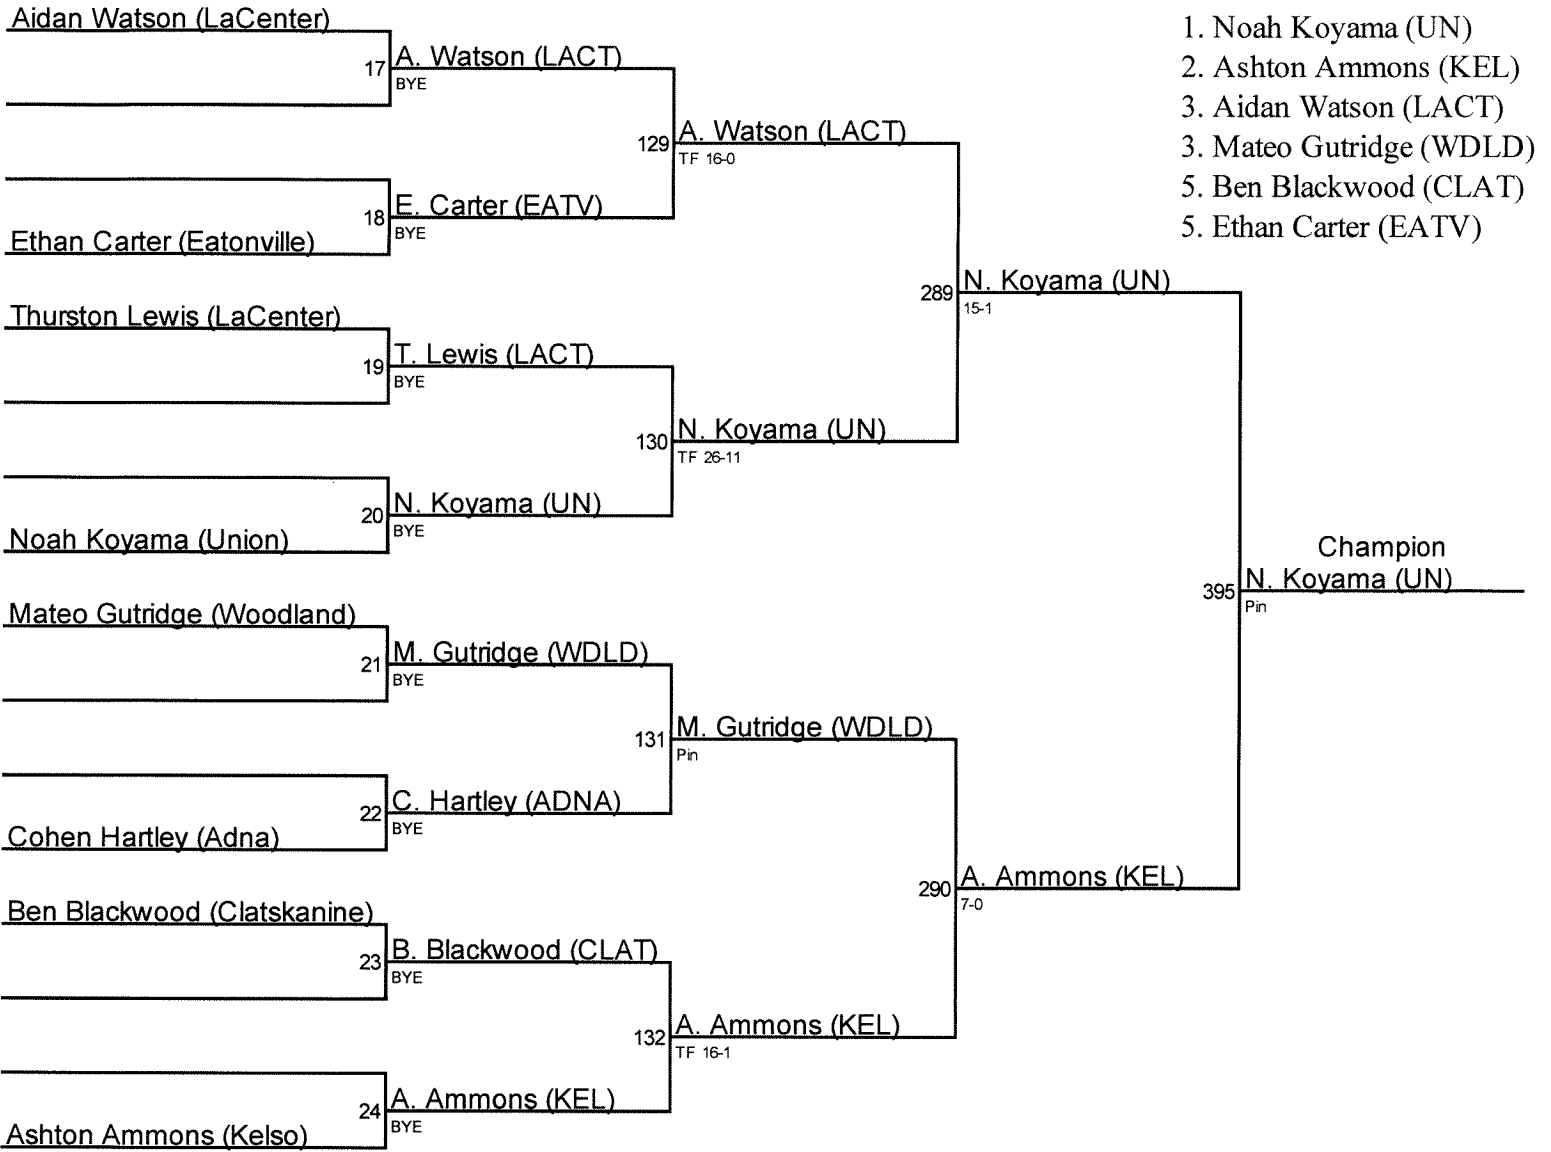 Aidan Watson (LaCenter)
17
A. Watson (LACT)
BYE
129
A. Watson (LACT)
TF 16-0
18
E. Carter (EATV)
BYE
Ethan Carter (Eatonville)
289
N. Koyama (UN)
15-1
Thurston Lewis (LaCenter)
19
T. Lewis (LACT)
BYE
130
N. Koyama (UN)
TF 26-11
20
N. Koyama (UN)
BYE
Noah Koyama (Union)
Champion
395
N. Koyama (UN)
Pin
Mateo Gutridge (Woodland)
21
M. Gutridge (WDLD)
BYE
131
M. Gutridge (WDLD)
Pin
22
C. Hartley (ADNA)
BYE
Cohen Hartley (Adna)
290
A. Ammons (KEL)
7-0
Ben Blackwood (Clatskanine)
23
B. Blackwood (CLAT)
BYE
132
A. Ammons (KEL)
TF 16-1
24
A. Ammons (KEL)
BYE
Ashton Ammons (Kelso)
1. Noah Koyama (UN)
2. Ashton Ammons (KEL)
3. Aidan Watson (LACT)
3. Mateo Gutridge (WDLD)
5. Ben Blackwood (CLAT)
5. Ethan Carter (EATV)